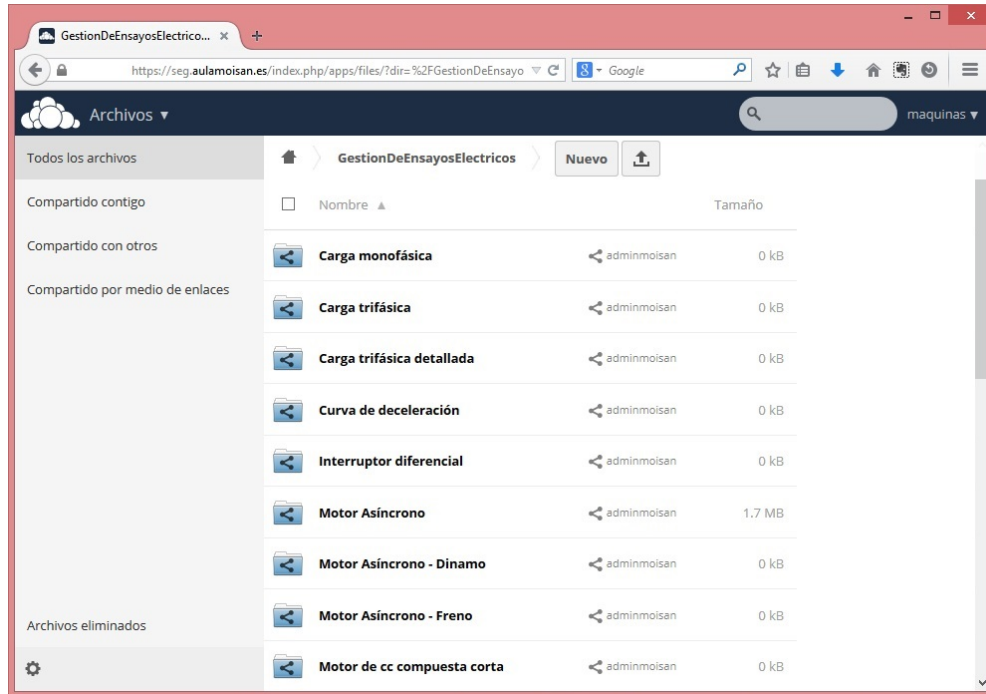 GestionDeEnsayosElectrico...
https://seg.aulamoisan.es/index.php/apps/files/?dir=%2FGestionDeEnsayo
8 Google
Archivos
maquinas
Todos los archivos
GestionDeEnsayosElectricos
Nuevo
Compartido contigo
Nombre
Tamaño
Compartido con otros
Carga monofásica adminmoisan 0 kB
Compartido por medio de enlaces
Carga trifásica adminmoisan 0 kB
Carga trifásica detallada adminmoisan 0 kB
Curva de deceleración adminmoisan 0 kB
Interruptor diferencial adminmoisan 0 kB
Motor Asíncrono adminmoisan 1.7 MB
Motor Asíncrono - Dinamo adminmoisan 0 kB
Motor Asíncrono - Freno adminmoisan 0 kB
Archivos eliminados
Motor de cc compuesta corta adminmoisan 0 kB